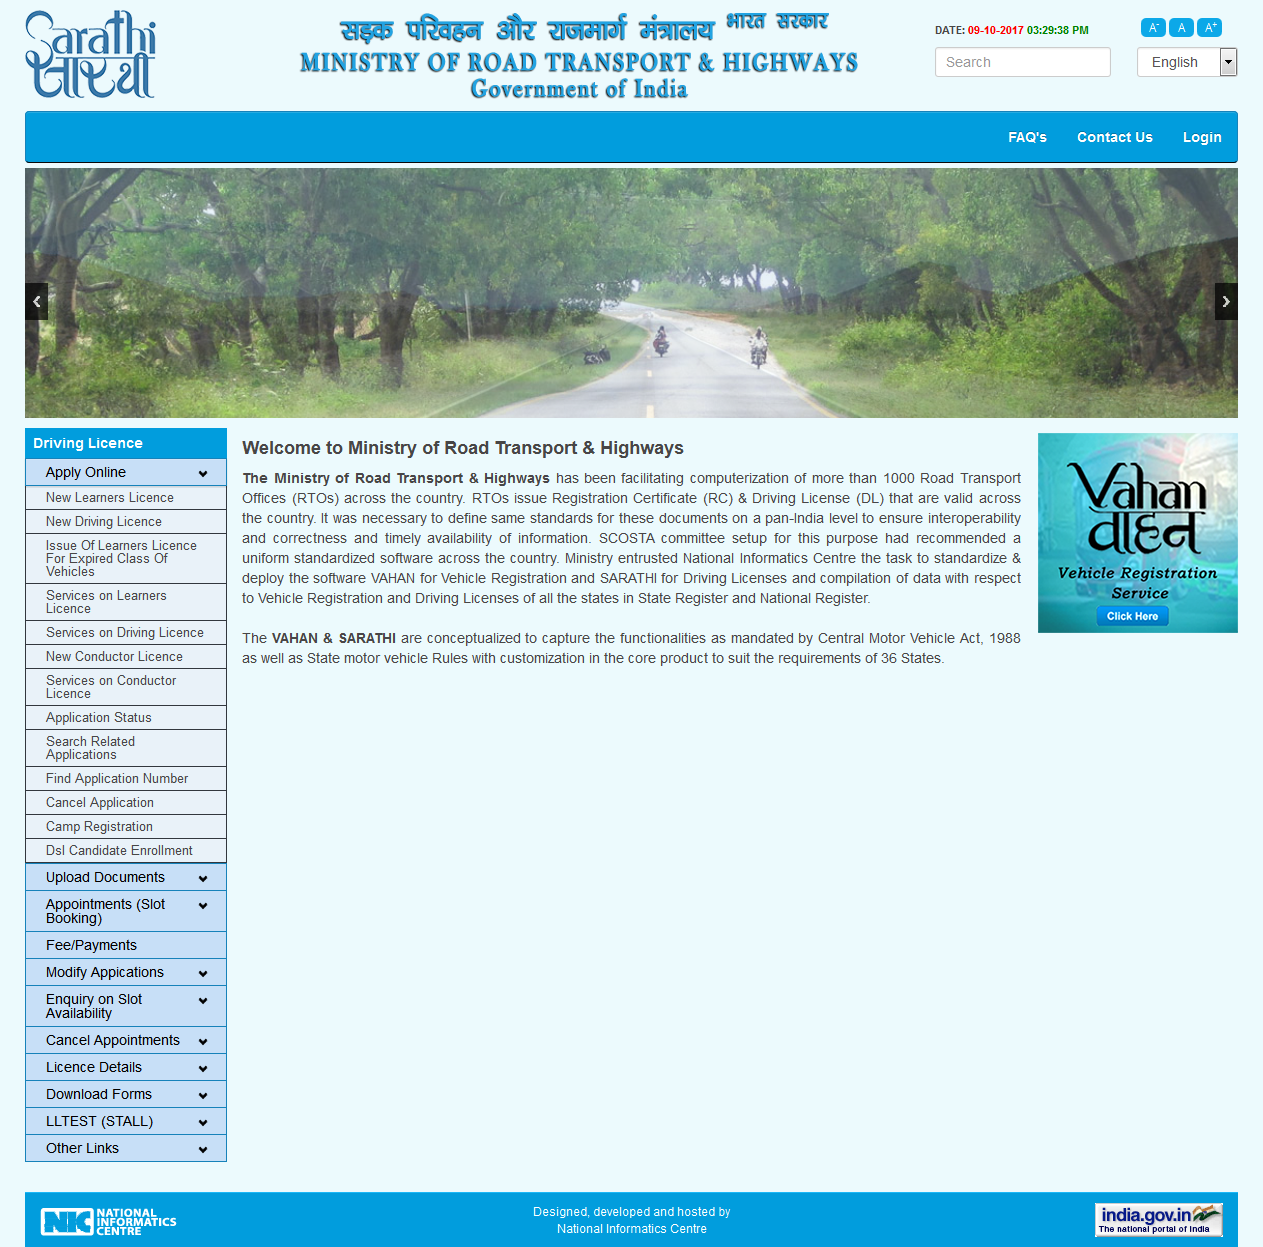 Sarathi
सारथी
सड़क परिवहन और राजमार्ग मंत्रालय भारत सरकार
MINISTRY OF ROAD TRANSPORT & HIGHWAYS
Government of India
DATE: 09-10-2017 03:29:38 PM
A- A A+
Search
English
FAQ's Contact Us Login
Driving Licence
Apply Online
New Learners Licence
New Driving Licence
Issue Of Learners Licence
For Expired Class Of
Vehicles
Services on Learners
Licence
Services on Driving Licence
New Conductor Licence
Services on Conductor
Licence
Application Status
Search Related
Applications
Find Application Number
Cancel Application
Camp Registration
Dsl Candidate Enrollment
Upload Documents
Appointments (Slot
Booking)
Fee/Payments
Modify Appications
Enquiry on Slot
Availability
Cancel Appointments
Licence Details
Download Forms
LLTEST (STALL)
Other Links
Welcome to Ministry of Road Transport & Highways
The Ministry of Road Transport & Highways has been facilitating computerization of more than 1000 Road Transport
Offices (RTOs) across the country. RTOs issue Registration Certificate (RC) & Driving License (DL) that are valid across
the country. It was necessary to define same standards for these documents on a pan-India level to ensure interoperability
and correctness and timely availability of information. SCOSTA committee setup for this purpose had recommended a
uniform standardized software across the country. Ministry entrusted National Informatics Centre the task to standardize &
deploy the software VAHAN for Vehicle Registration and SARATHI for Driving Licenses and compilation of data with respect
to Vehicle Registration and Driving Licenses of all the states in State Register and National Register.
The VAHAN & SARATHI are conceptualized to capture the functionalities as mandated by Central Motor Vehicle Act, 1988
as well as State motor vehicle Rules with customization in the core product to suit the requirements of 36 States.
Vahan
वाहन
Vehicle Registration
Service
Click Here
NIC NATIONAL
INFORMATICS
CENTRE
Designed, developed and hosted by
National Informatics Centre
india.gov.in
The national portal of India